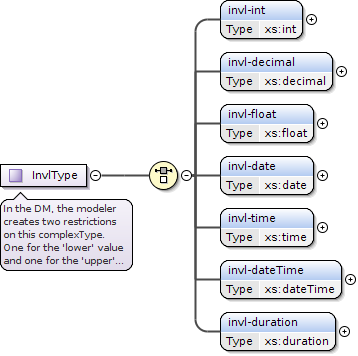 invl-int
Type xs:int
invl-decimal
Type xs:decimal
invl-float
Type xs:float
invl-date
Type xs:date
InvlType
In the DM, the modeler
creates two restrictions
on this complexType.
One for the 'lower' value
and one for the 'upper'...
invl-time
Type xs:time
invl-dateTime
Type xs:dateTime
invl-duration
Type xs:duration